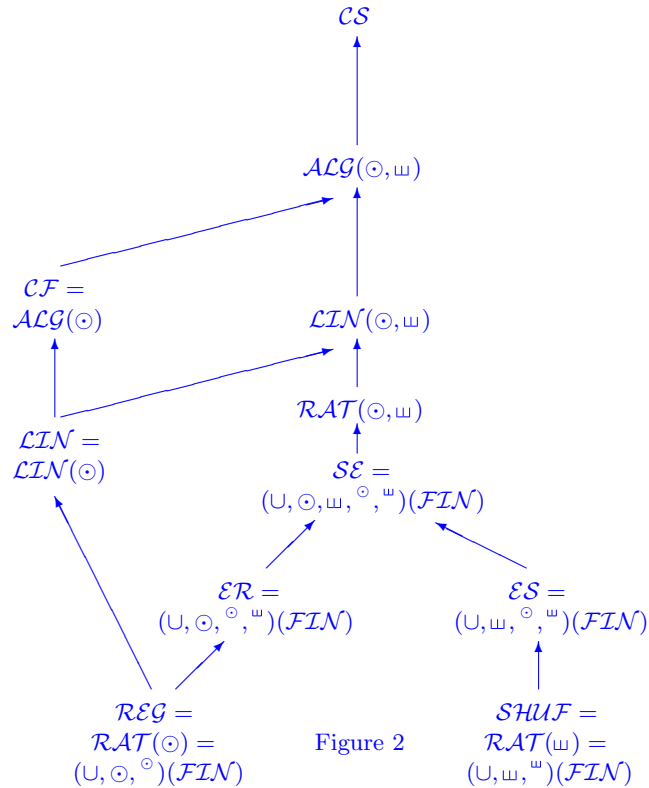 𝒞𝒮
𝒜ℒ𝒢(⊙,ш)
𝒞ℱ =
𝒜ℒ𝒢(⊙)
ℒℐ𝒩(⊙,ш)
ℛ𝒜𝒯(⊙,ш)
ℒℐ𝒩 =
ℒℐ𝒩(⊙)
𝒮ℰ =
(∪, ⊙, ш, ^⊙, ^ш)(ℱℐ𝒩)
ℰℛ =
(∪, ⊙, ^⊙, ^ш)(ℱℐ𝒩)
ℰ𝒮 =
(∪, ш, ^⊙, ^ш)(ℱℐ𝒩)
ℛℰ𝒢 =
ℛ𝒜𝒯(⊙) =
(∪, ⊙, ^⊙)(ℱℐ𝒩)
Figure 2
𝒮ℋ𝒰ℱ =
ℛ𝒜𝒯(ш) =
(∪, ш, ^ш)(ℱℐ𝒩)